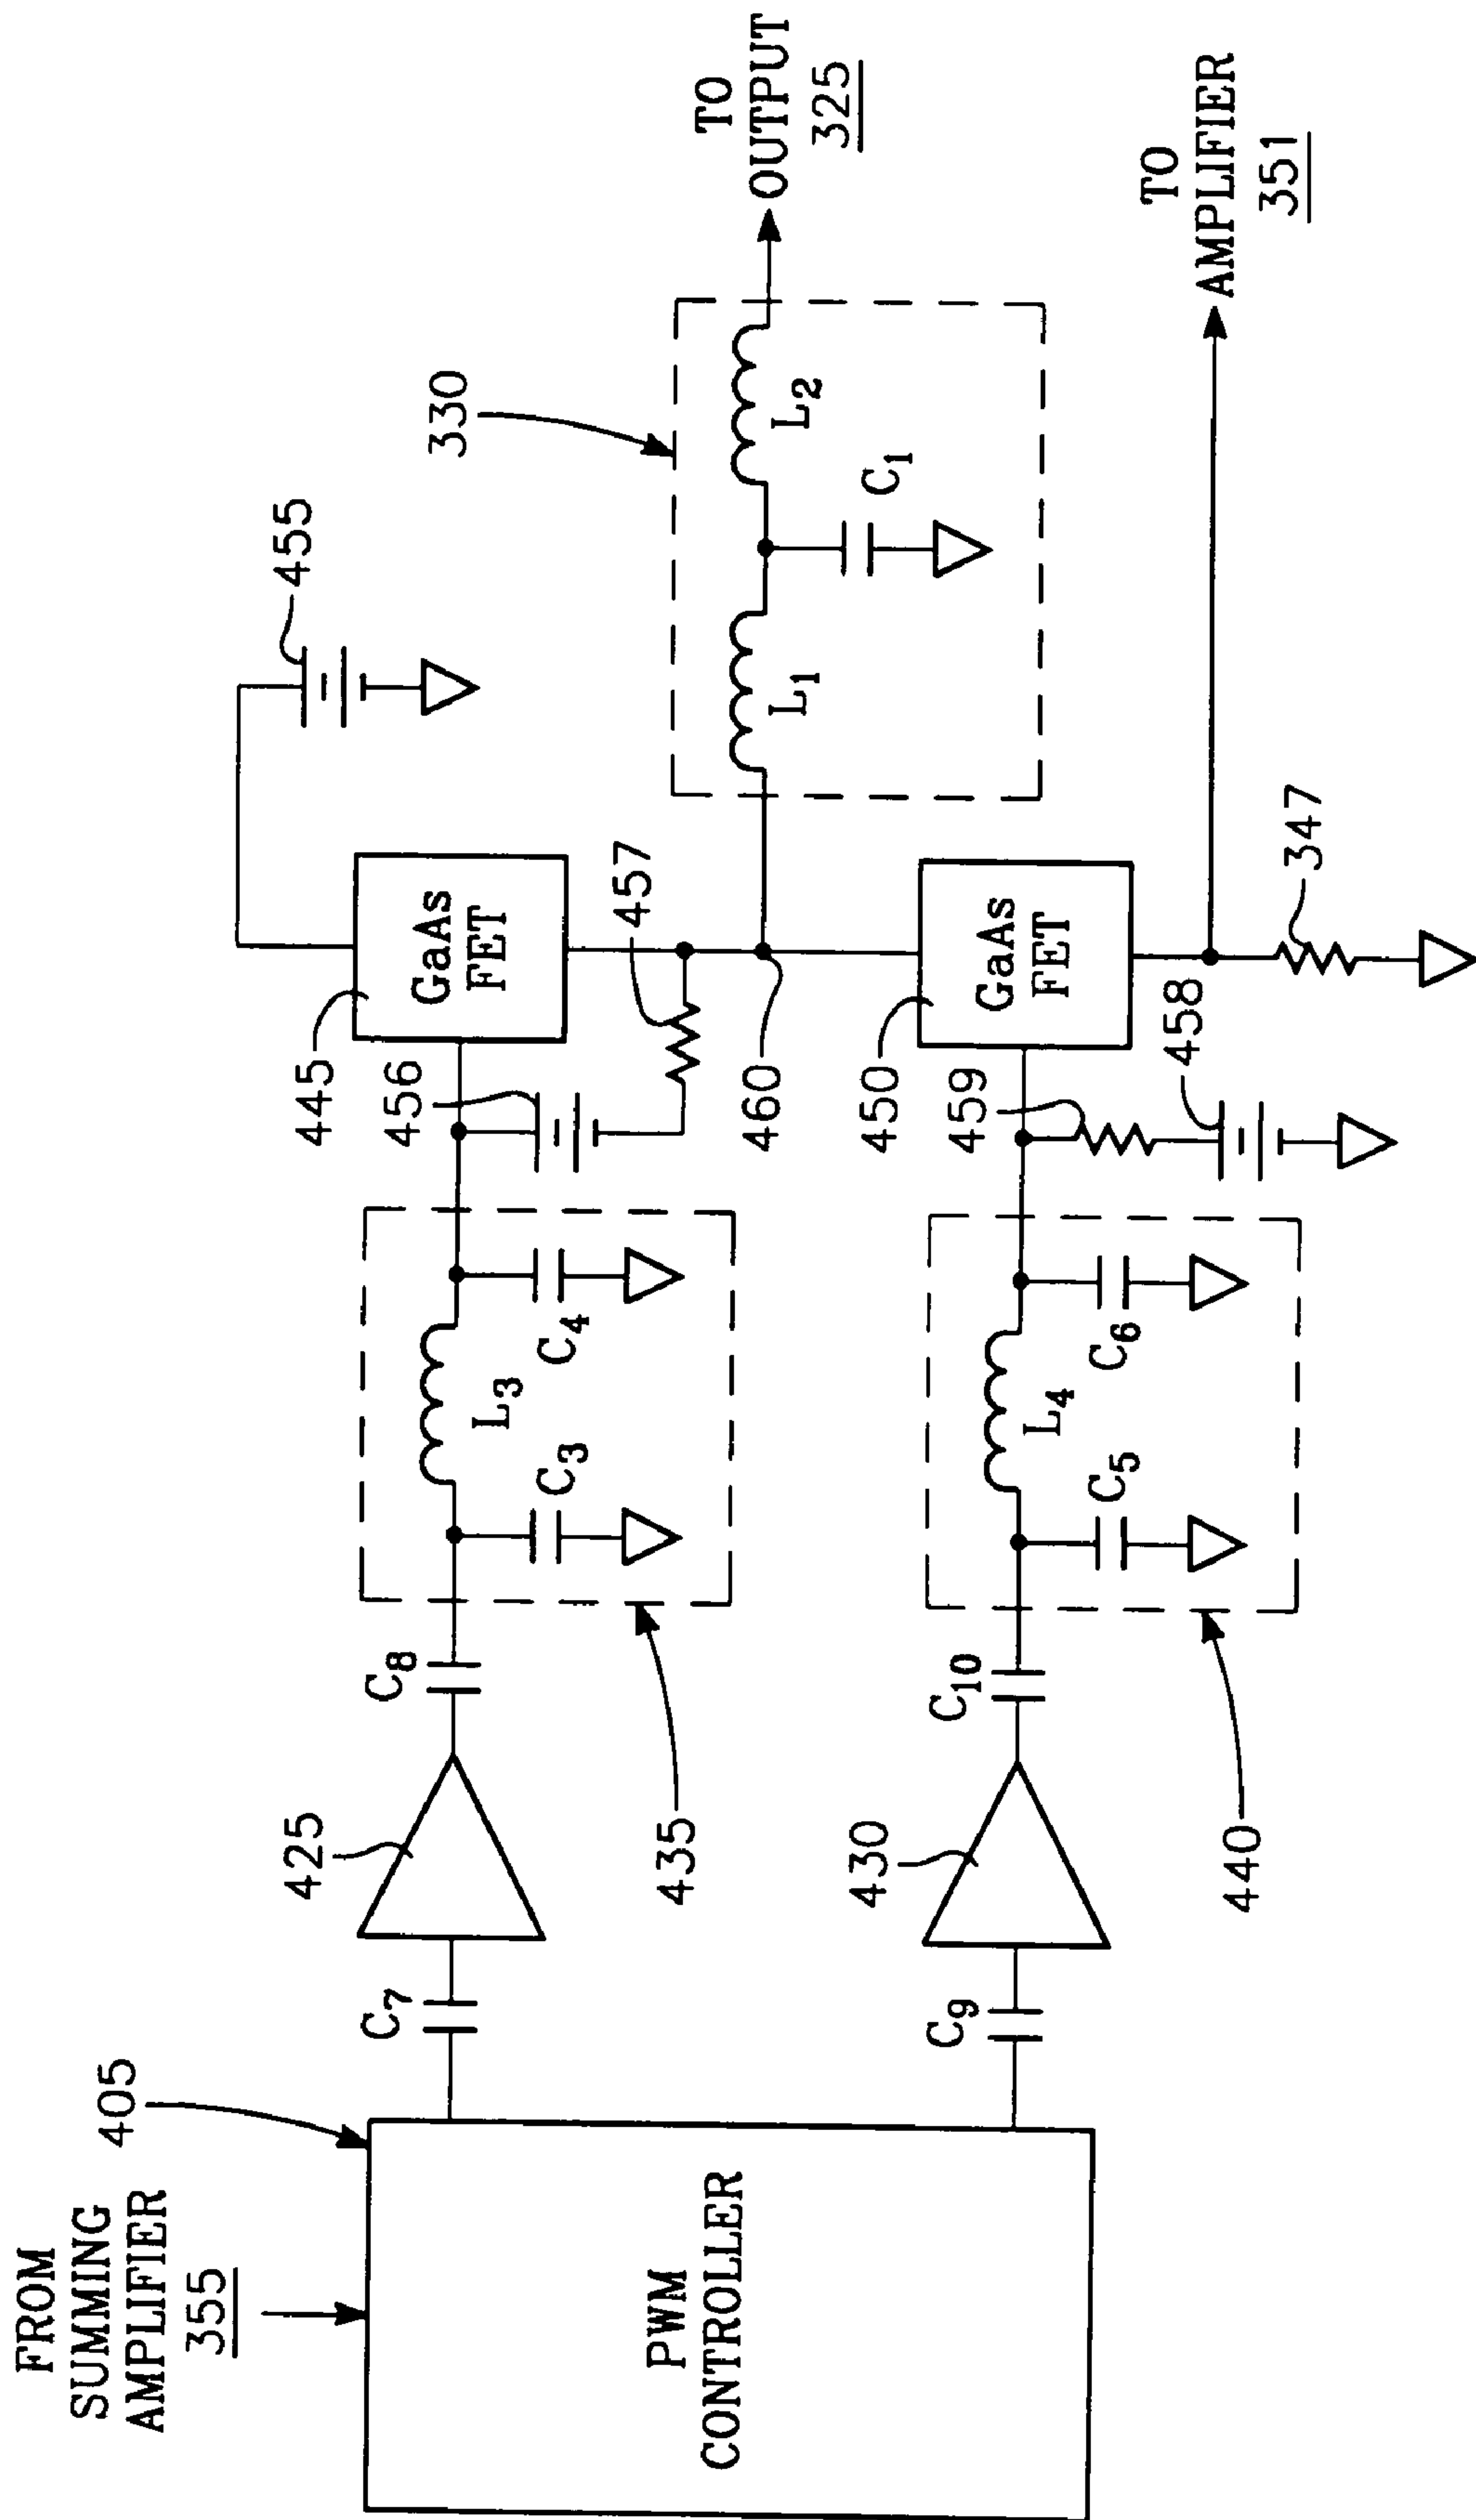 FROM
SUMMING
AMPLIFIER
355
405
PWM
CONTROLLER
C7
425
C8
435
L3
C3
C4
445
456
GaAs
FET
455
457
460
330
L1
L2
C1
TO
OUTPUT
325
C9
430
C10
440
L4
C5
C6
450
459
458
GaAs
FET
347
TO
AMPLIFIER
351